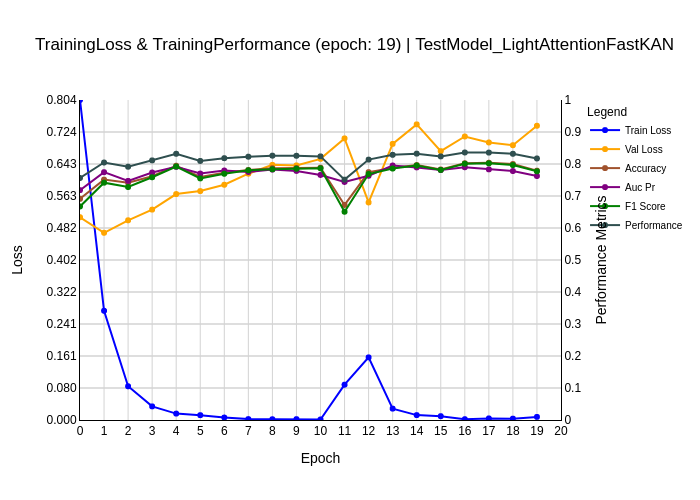 TrainingLoss & TrainingPerformance (epoch: 19) | TestModel_LightAttentionFastKAN
Legend
Train Loss
Val Loss
Accuracy
Auc Pr
F1 Score
Performance
Loss
0.804
0.724
0.643
0.563
0.482
0.402
0.322
0.241
0.161
0.080
0.000
1
0.9
0.8
0.7
0.6
0.5
0.4
0.3
0.2
0.1
0
Performance Metrics
0 1 2 3 4 5 6 7 8 9 10 11 12 13 14 15 16 17 18 19 20
Epoch